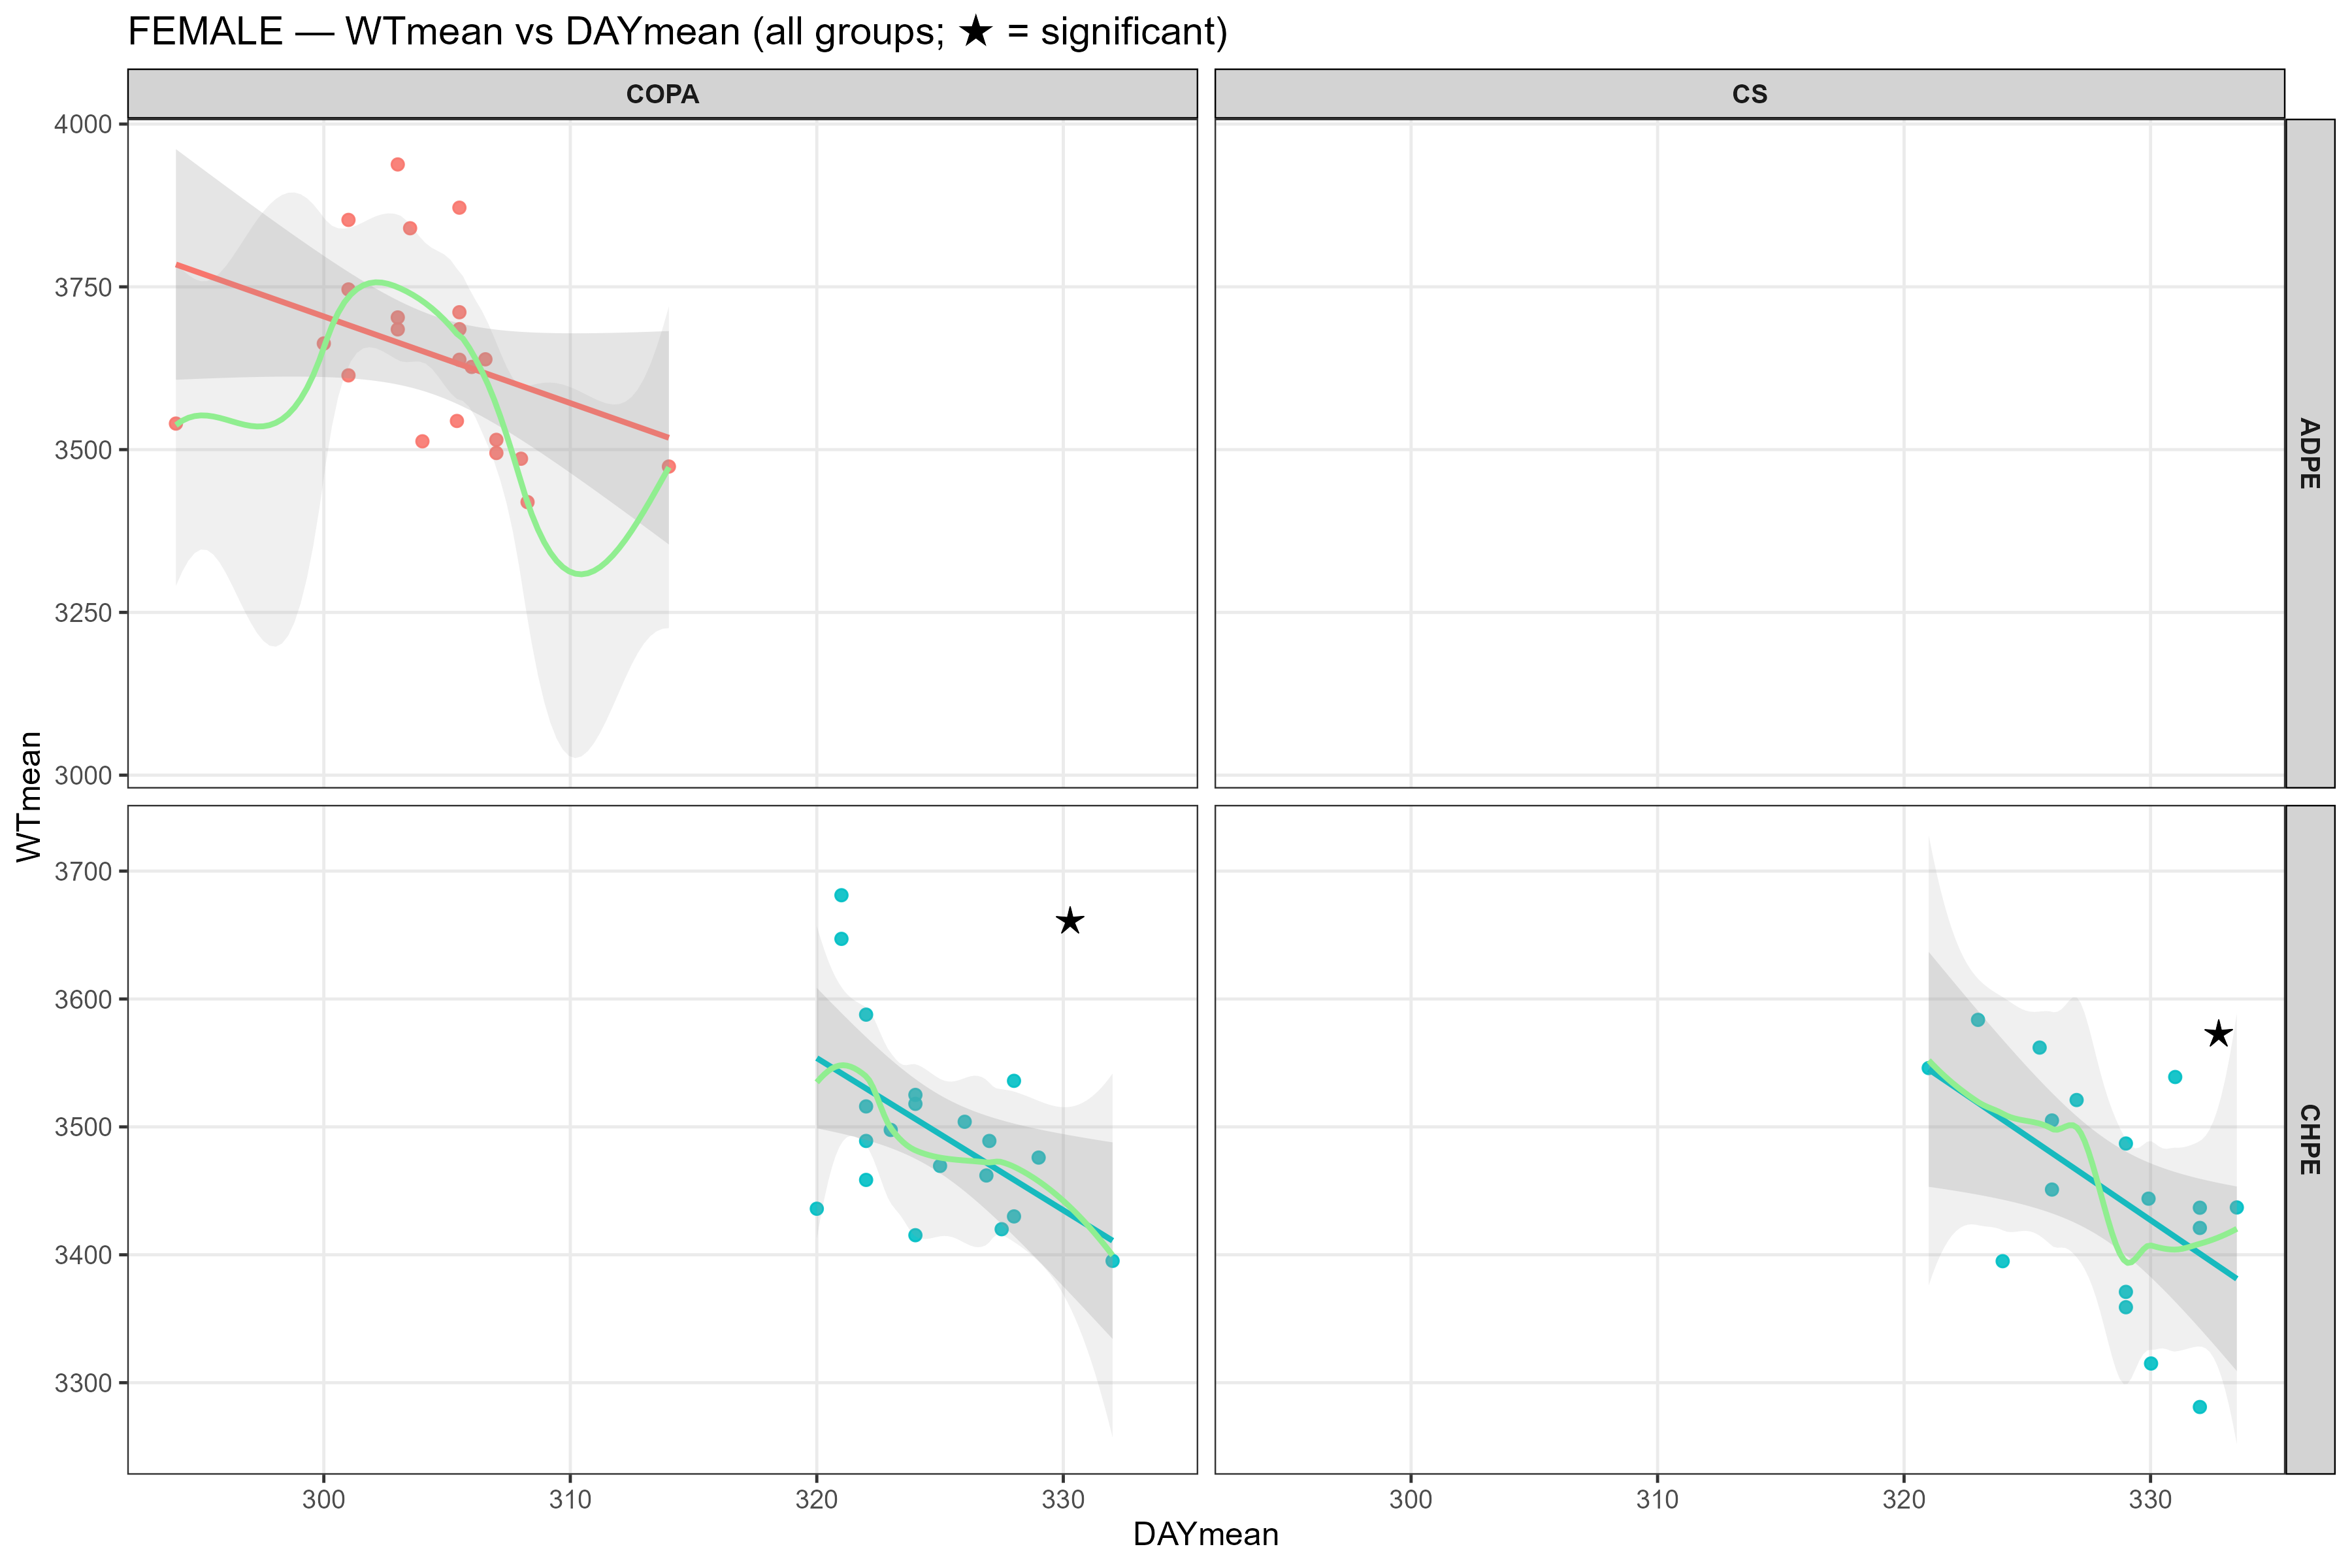 FEMALE — WTmean vs DAYmean (all groups; ★ = significant)
COPA
CS
4000
3750
3500
3250
3000
ADPE
WTmean
3700
3600
3500
3400
3300
CHPE
300
310
320
330
300
310
320
330
DAYmean